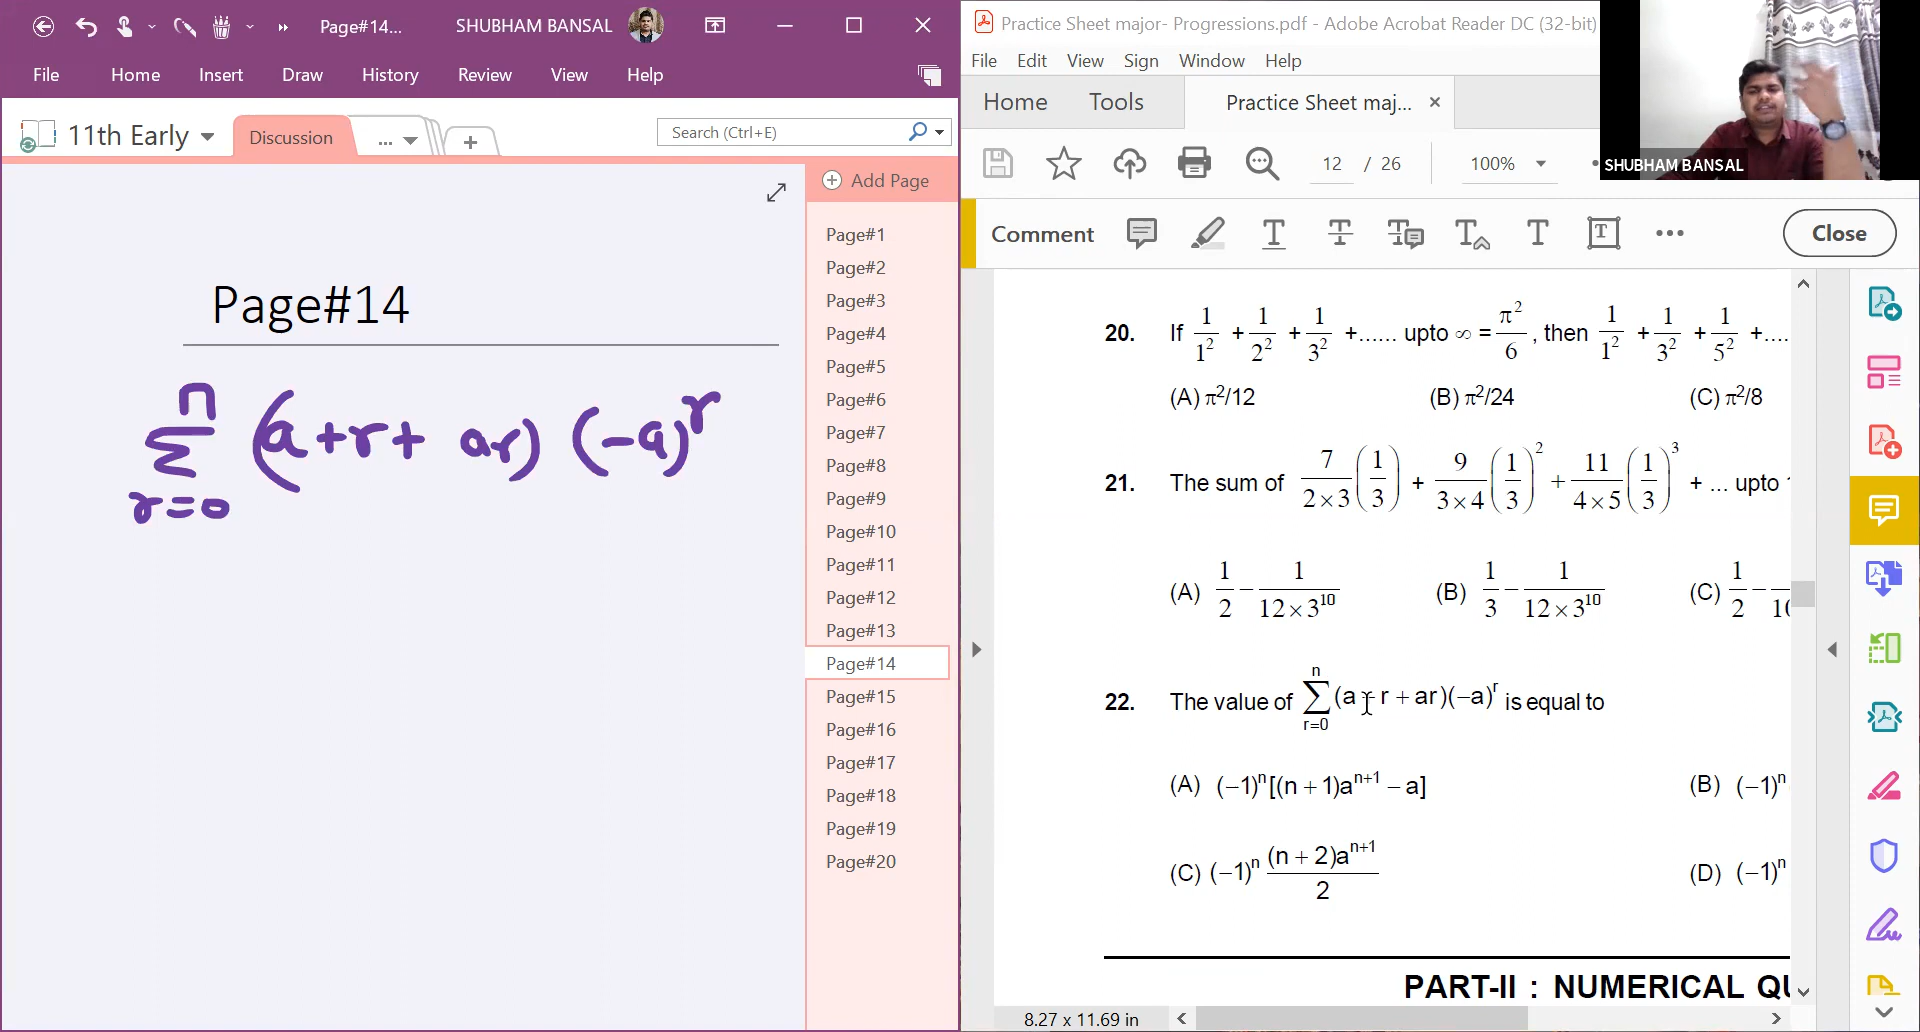 Page#14... SHUBHAM BANSAL
File Home Insert Draw History Review View Help
11th Early Discussion ... + Search (Ctrl+E)
Add Page
Page#1
Page#2
Page#3
Page#4
Page#5
Page#6
Page#7
Page#8
Page#9
Page#10
Page#11
Page#12
Page#13
Page#14
Page#15
Page#16
Page#17
Page#18
Page#19
Page#20
Page#14
n
Σ (a+r+ ar) (-a)^r
r=0
Practice Sheet major- Progressions.pdf - Adobe Acrobat Reader DC (32-bit)
File Edit View Sign Window Help
Home Tools Practice Sheet maj... ×
12 / 26 100%
SHUBHAM BANSAL
Comment Close
20. If 1/1² + 1/2² + 1/3² +...... upto ∞ = π²/6 , then 1/1² + 1/3² + 1/5² +....
(A) π²/12 (B) π²/24 (C) π²/8
21. The sum of 7/(2×3) (1/3) + 9/(3×4) (1/3)² + 11/(4×5) (1/3)³ + ... upto
(A) 1/2 − 1/(12×3¹⁰) (B) 1/3 − 1/(12×3¹⁰) (C) 1/2 −
n
22. The value of Σ (a + r + ar)(−a)^r is equal to
r=0
(A) (−1)^n [(n + 1)a^(n+1) − a] (B) (−1)^n
(C) (−1)^n (n + 2)a^(n+1)/2 (D) (−1)^n
PART-II : NUMERICAL
8.27 x 11.69 in